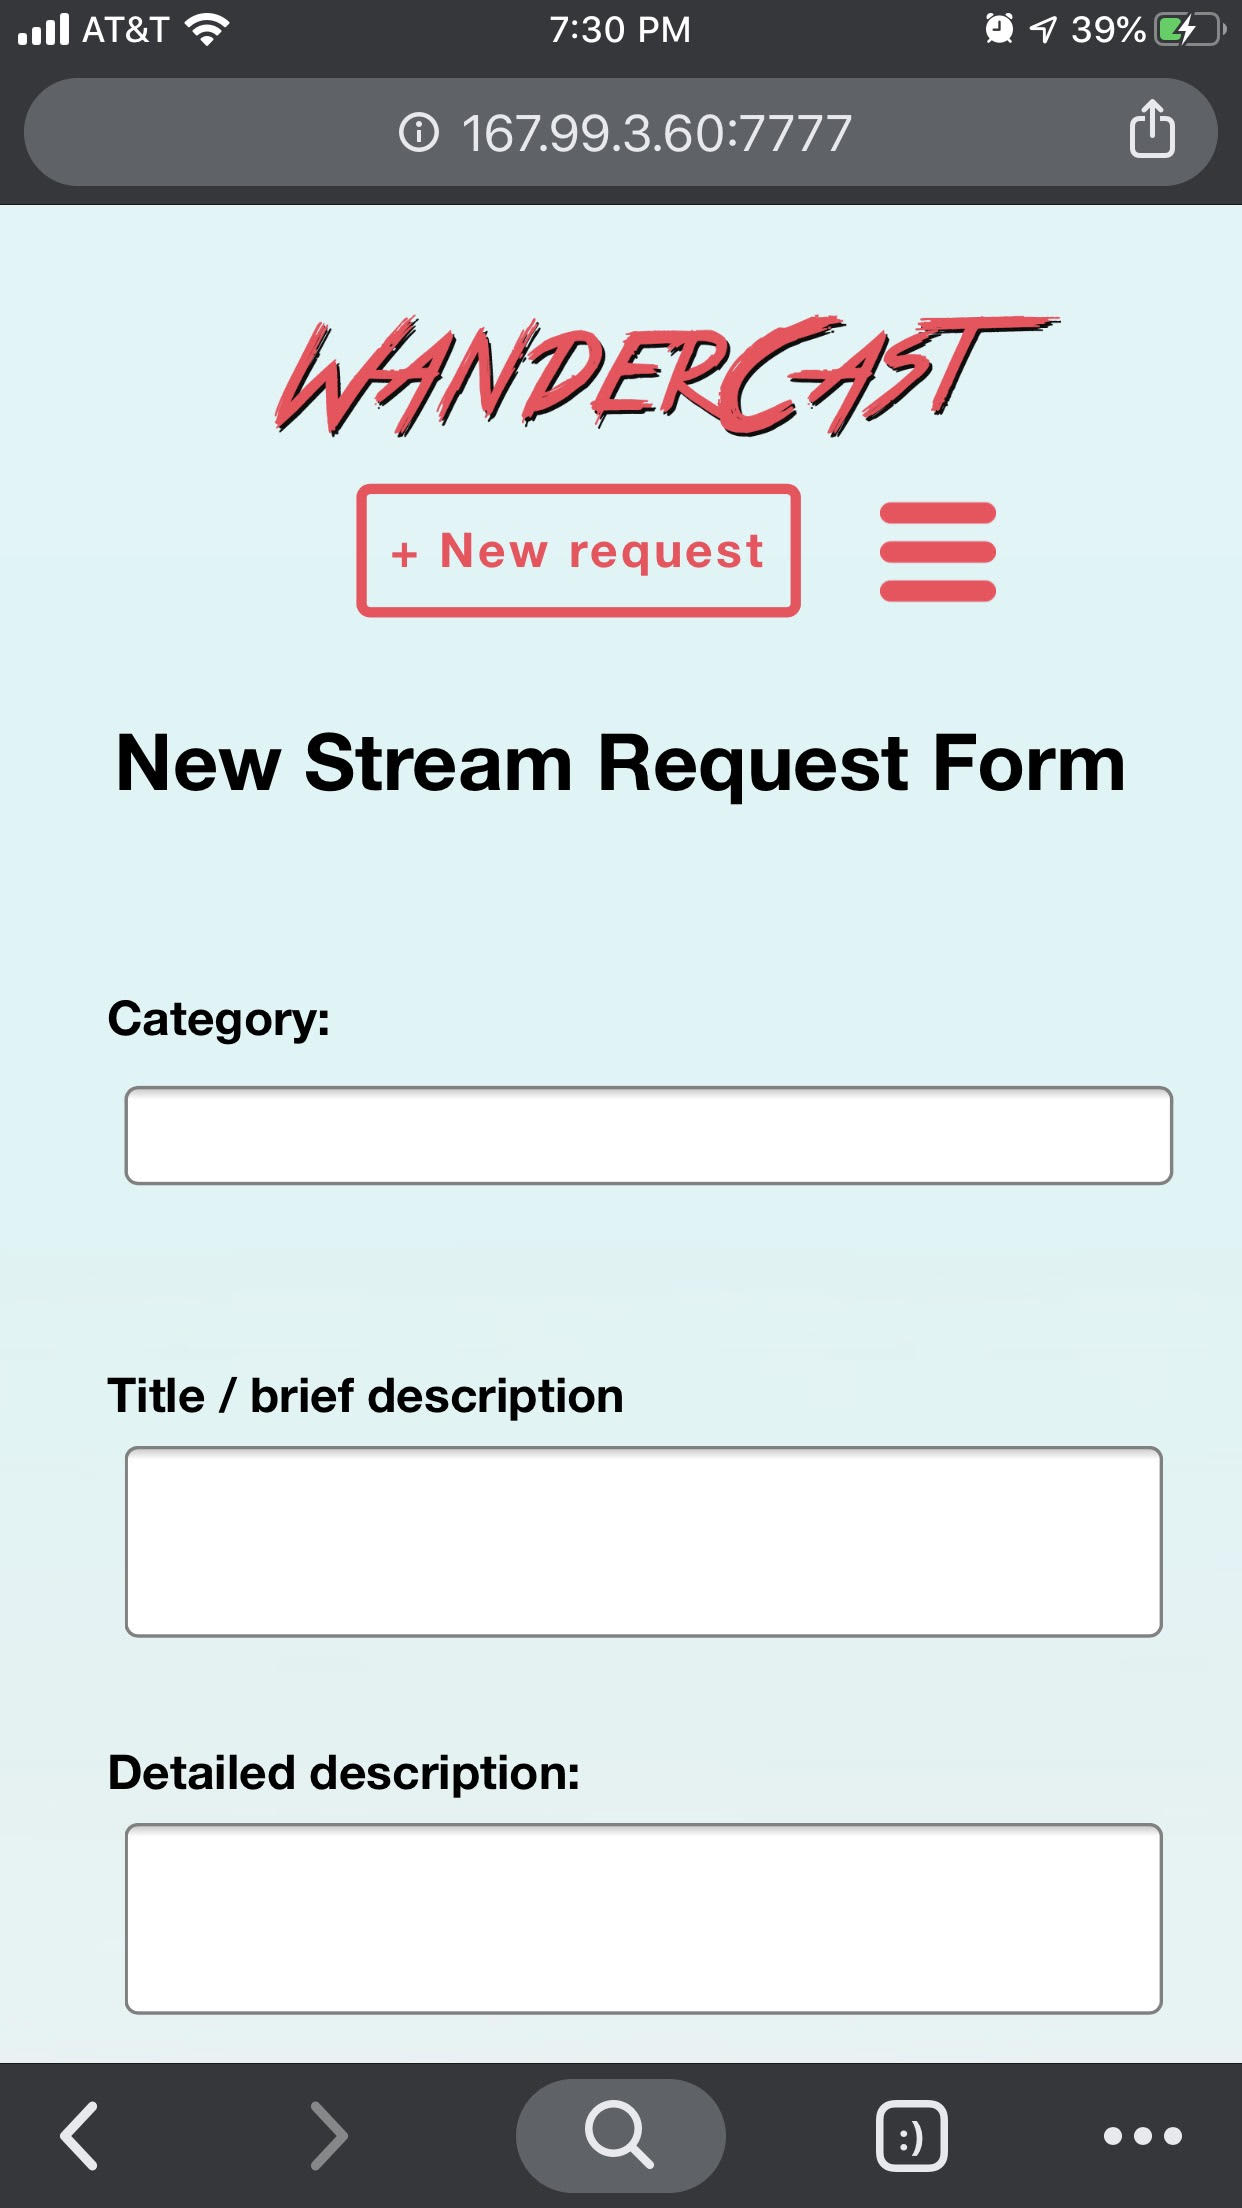 AT&T 7:30 PM 39%
167.99.3.60:7777
WANDERCAST
+ New request
New Stream Request Form
Category:
Title / brief description
Detailed description:
:)